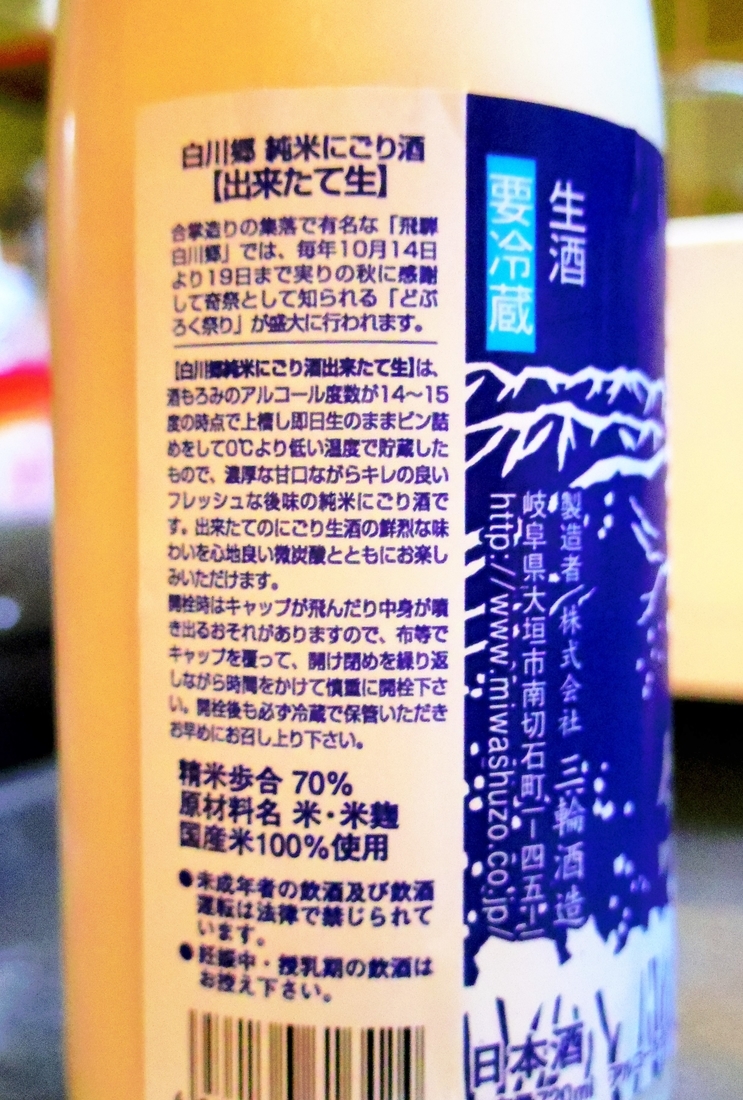 白川郷 純米にごり酒
【出来たて生】
合掌造りの集落で有名な「飛騨
白川郷」では、毎年10月14日
より19日まで実りの秋に感謝
して奇祭として知られる「どぶ
ろく祭り」が盛大に行われます。
【白川郷純米にごり酒出来たて生】は、
酒もろみのアルコール度数が14～15
度の時点で上槽し即日生のままビン詰
めをして0℃より低い温度で貯蔵した
もので、濃厚な甘口ながらキレの良い
フレッシュな後味の純米にごり酒で
す。出来たてのにごり生酒の鮮烈な味
わいを心地良い微炭酸とともにお楽し
みいただけます。
開栓時はキャップが飛んだり中身が噴
き出るおそれがありますので、布等で
キャップを覆って、開け閉めを繰り返
しながら時間をかけて慎重に開栓下さ
い。開栓後も必ず冷蔵で保管いただき
お早めにお召し上り下さい。
精米歩合 70%
原材料名 米・米麹
国産米100%使用
●未成年者の飲酒及び飲酒
運転は法律で禁じられて
います。
●妊娠中・授乳期の飲酒は
お控え下さい。
生酒
要冷蔵
製造者 株式会社 三輪酒造
岐阜県大垣市南切石町一ー四五ー一
http://www.miwashuzo.co.jp/
日本酒
720ml